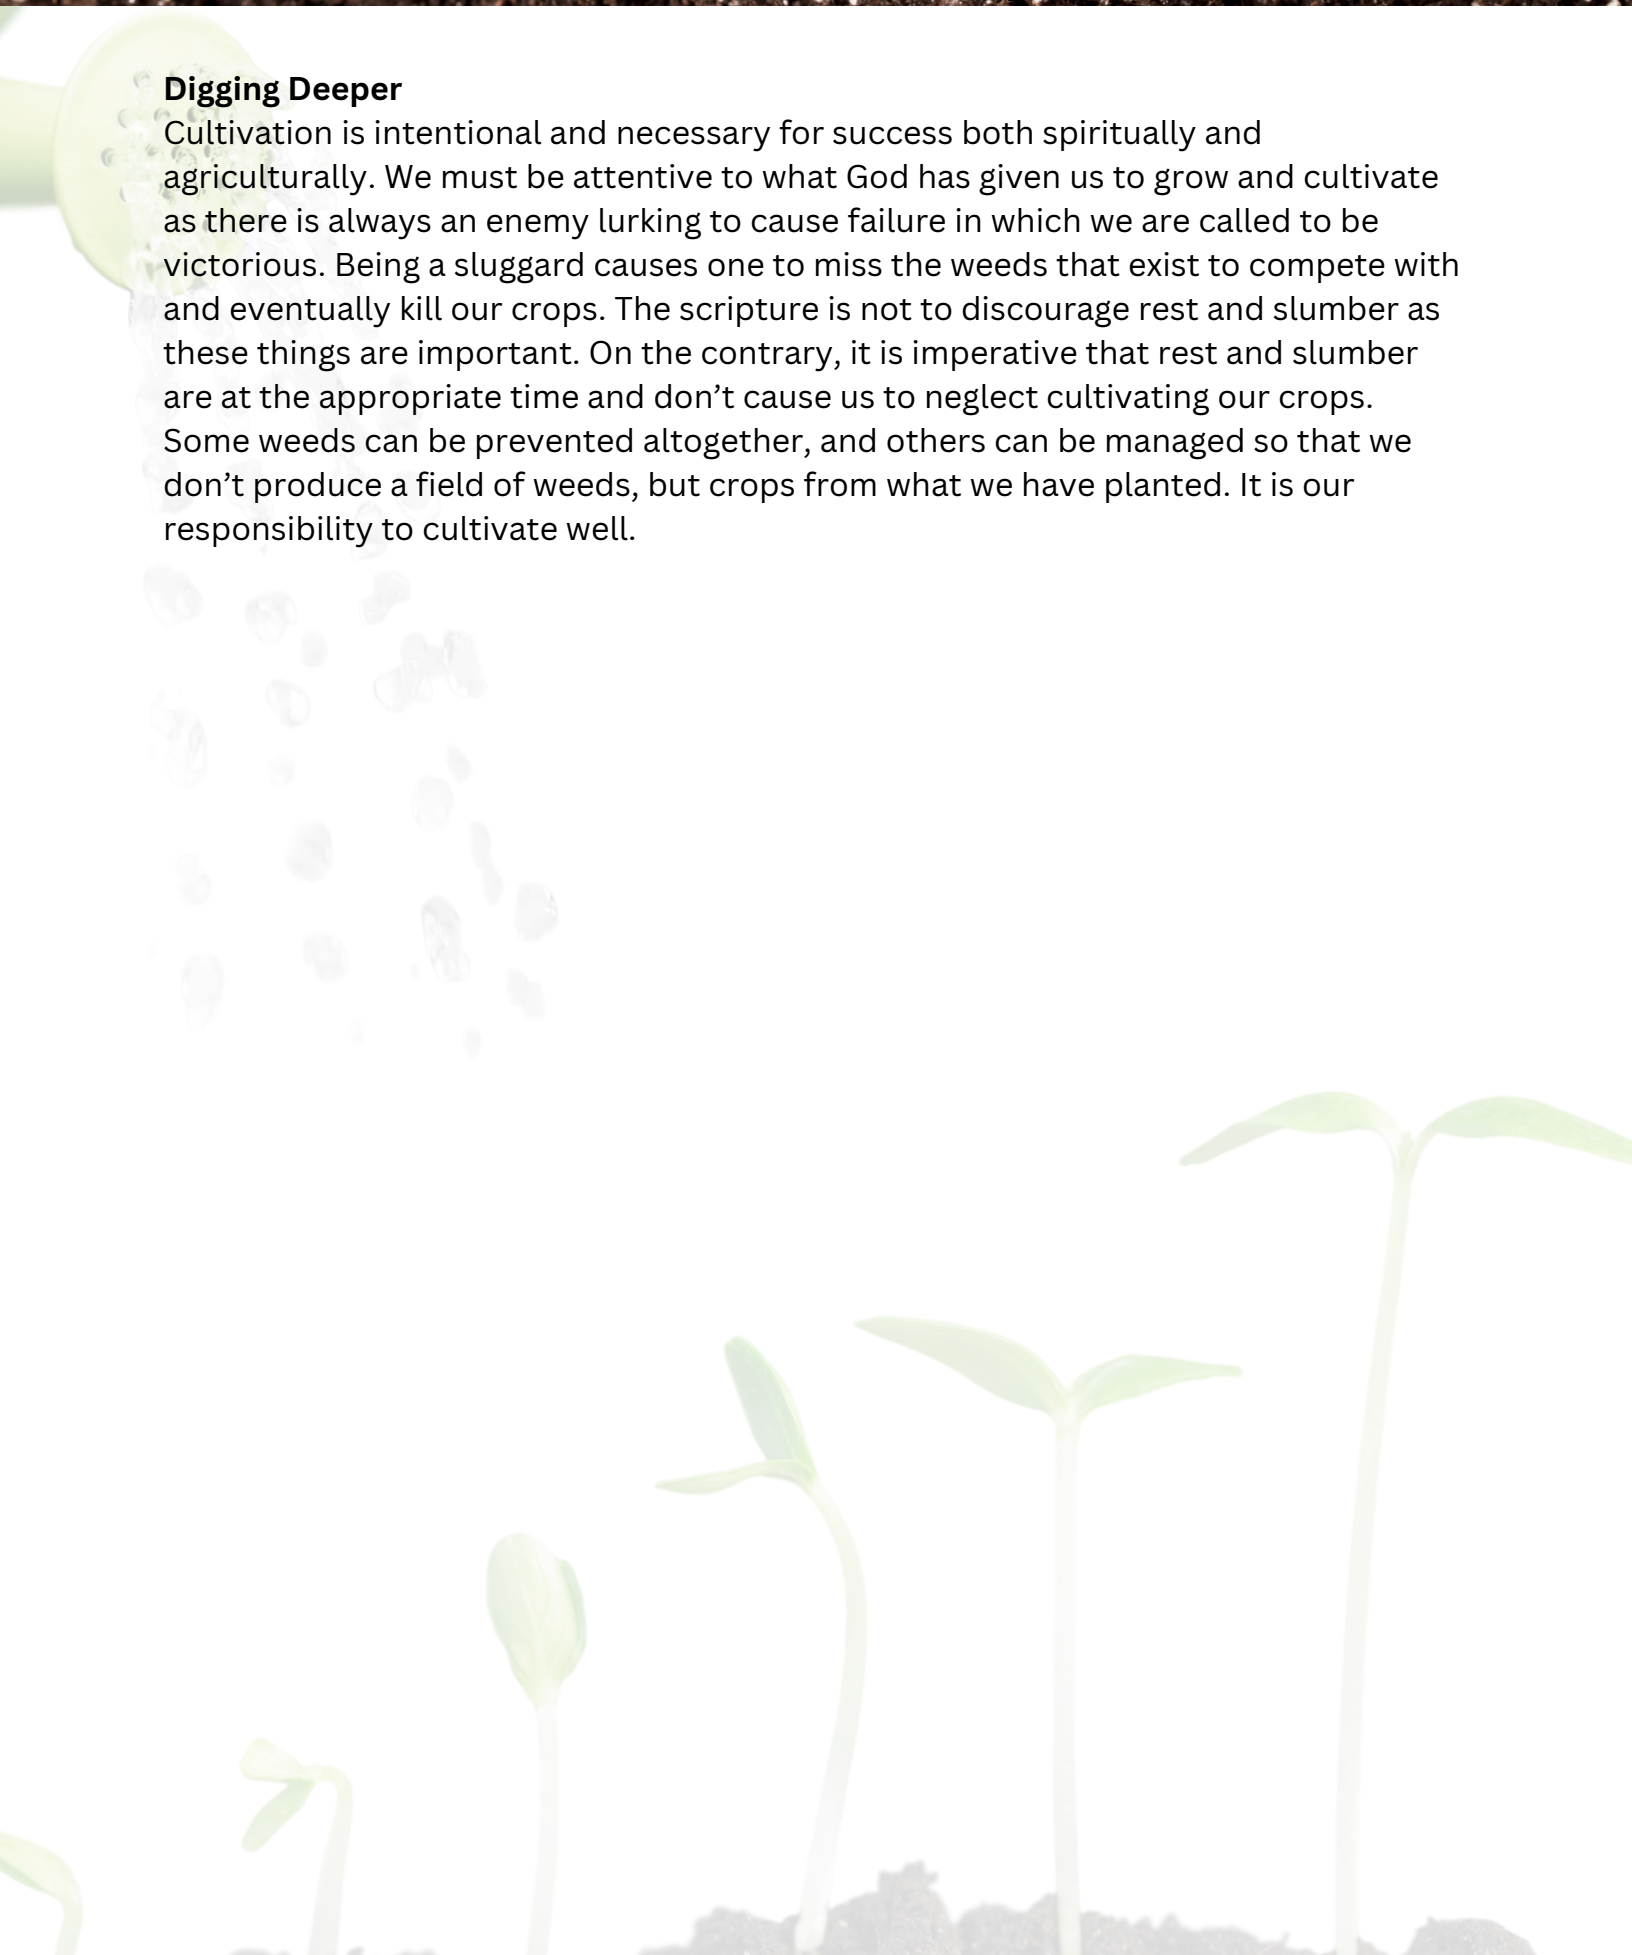 Digging Deeper
Cultivation is intentional and necessary for success both spiritually and
agriculturally. We must be attentive to what God has given us to grow and cultivate
as there is always an enemy lurking to cause failure in which we are called to be
victorious. Being a sluggard causes one to miss the weeds that exist to compete with
and eventually kill our crops. The scripture is not to discourage rest and slumber as
these things are important. On the contrary, it is imperative that rest and slumber
are at the appropriate time and don’t cause us to neglect cultivating our crops.
Some weeds can be prevented altogether, and others can be managed so that we
don’t produce a field of weeds, but crops from what we have planted. It is our
responsibility to cultivate well.